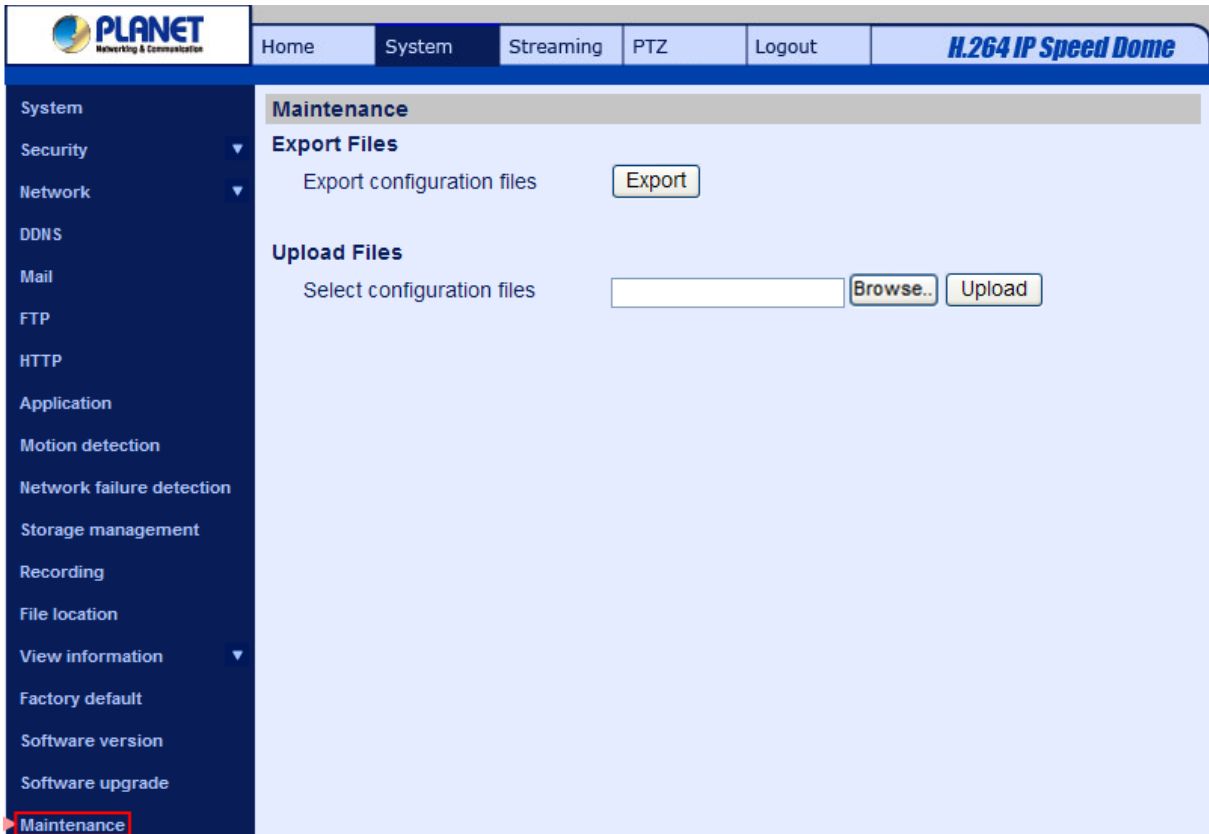 PLANET
Networking & Communication
Home System Streaming PTZ Logout H.264 IP Speed Dome
System
Security
Network
DDNS
Mail
FTP
HTTP
Application
Motion detection
Network failure detection
Storage management
Recording
File location
View information
Factory default
Software version
Software upgrade
Maintenance
Maintenance
Export Files
Export configuration files Export
Upload Files
Select configuration files Browse.. Upload